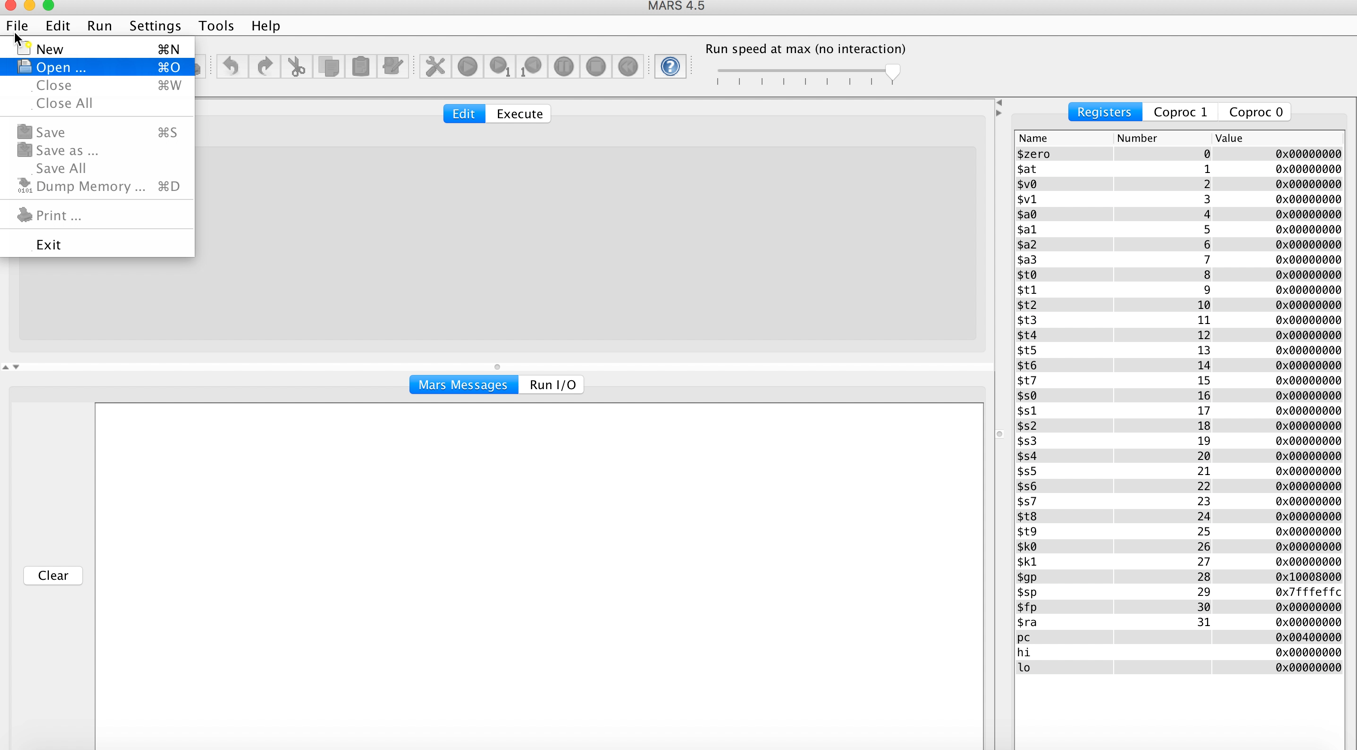 MARS 4.5
File Edit Run Settings Tools Help
New ⌘N
Open ... ⌘O
Close ⌘W
Close All
Save ⌘S
Save as ...
Save All
Dump Memory ... ⌘D
Print ...
Exit
1 1 ?
Run speed at max (no interaction)
Edit Execute
Mars Messages Run I/O
Clear
Registers Coproc 1 Coproc 0
Name Number Value
$zero 0 0x00000000
$at 1 0x00000000
$v0 2 0x00000000
$v1 3 0x00000000
$a0 4 0x00000000
$a1 5 0x00000000
$a2 6 0x00000000
$a3 7 0x00000000
$t0 8 0x00000000
$t1 9 0x00000000
$t2 10 0x00000000
$t3 11 0x00000000
$t4 12 0x00000000
$t5 13 0x00000000
$t6 14 0x00000000
$t7 15 0x00000000
$s0 16 0x00000000
$s1 17 0x00000000
$s2 18 0x00000000
$s3 19 0x00000000
$s4 20 0x00000000
$s5 21 0x00000000
$s6 22 0x00000000
$s7 23 0x00000000
$t8 24 0x00000000
$t9 25 0x00000000
$k0 26 0x00000000
$k1 27 0x00000000
$gp 28 0x10008000
$sp 29 0x7fffeffc
$fp 30 0x00000000
$ra 31 0x00000000
pc 0x00400000
hi 0x00000000
lo 0x00000000